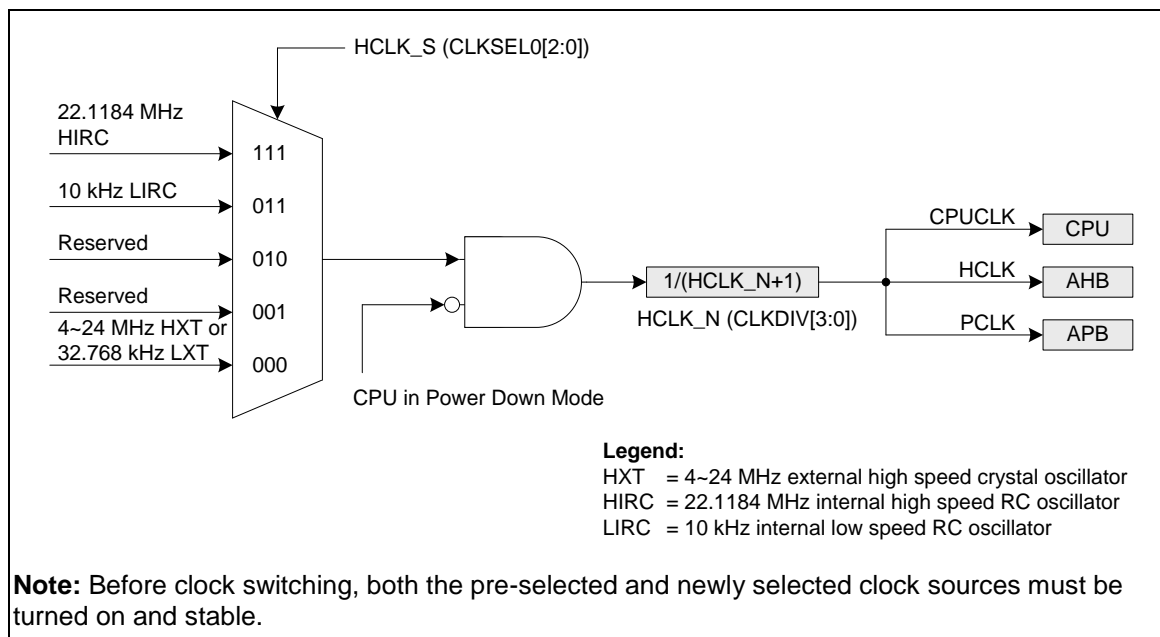 HCLK_S (CLKSEL0[2:0])
22.1184 MHz
HIRC
111
10 kHz LIRC
011
Reserved
010
Reserved
001
4~24 MHz HXT or
32.768 kHz LXT
000
CPU in Power Down Mode
1/(HCLK_N+1)
HCLK_N (CLKDIV[3:0])
CPUCLK
CPU
HCLK
AHB
PCLK
APB
Legend:
HXT = 4~24 MHz external high speed crystal oscillator
HIRC = 22.1184 MHz internal high speed RC oscillator
LIRC = 10 kHz internal low speed RC oscillator
Note: Before clock switching, both the pre-selected and newly selected clock sources must be
turned on and stable.